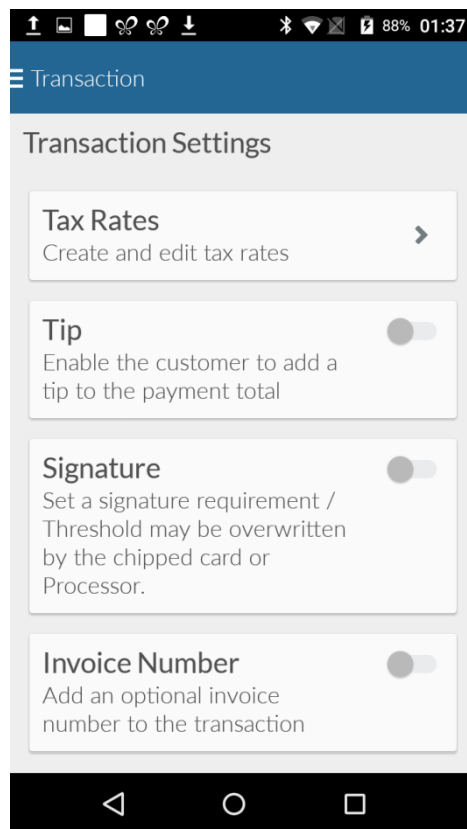 88% 01:37
Transaction
Transaction Settings
Tax Rates
Create and edit tax rates
Tip
Enable the customer to add a
tip to the payment total
Signature
Set a signature requirement /
Threshold may be overwritten
by the chipped card or
Processor.
Invoice Number
Add an optional invoice
number to the transaction